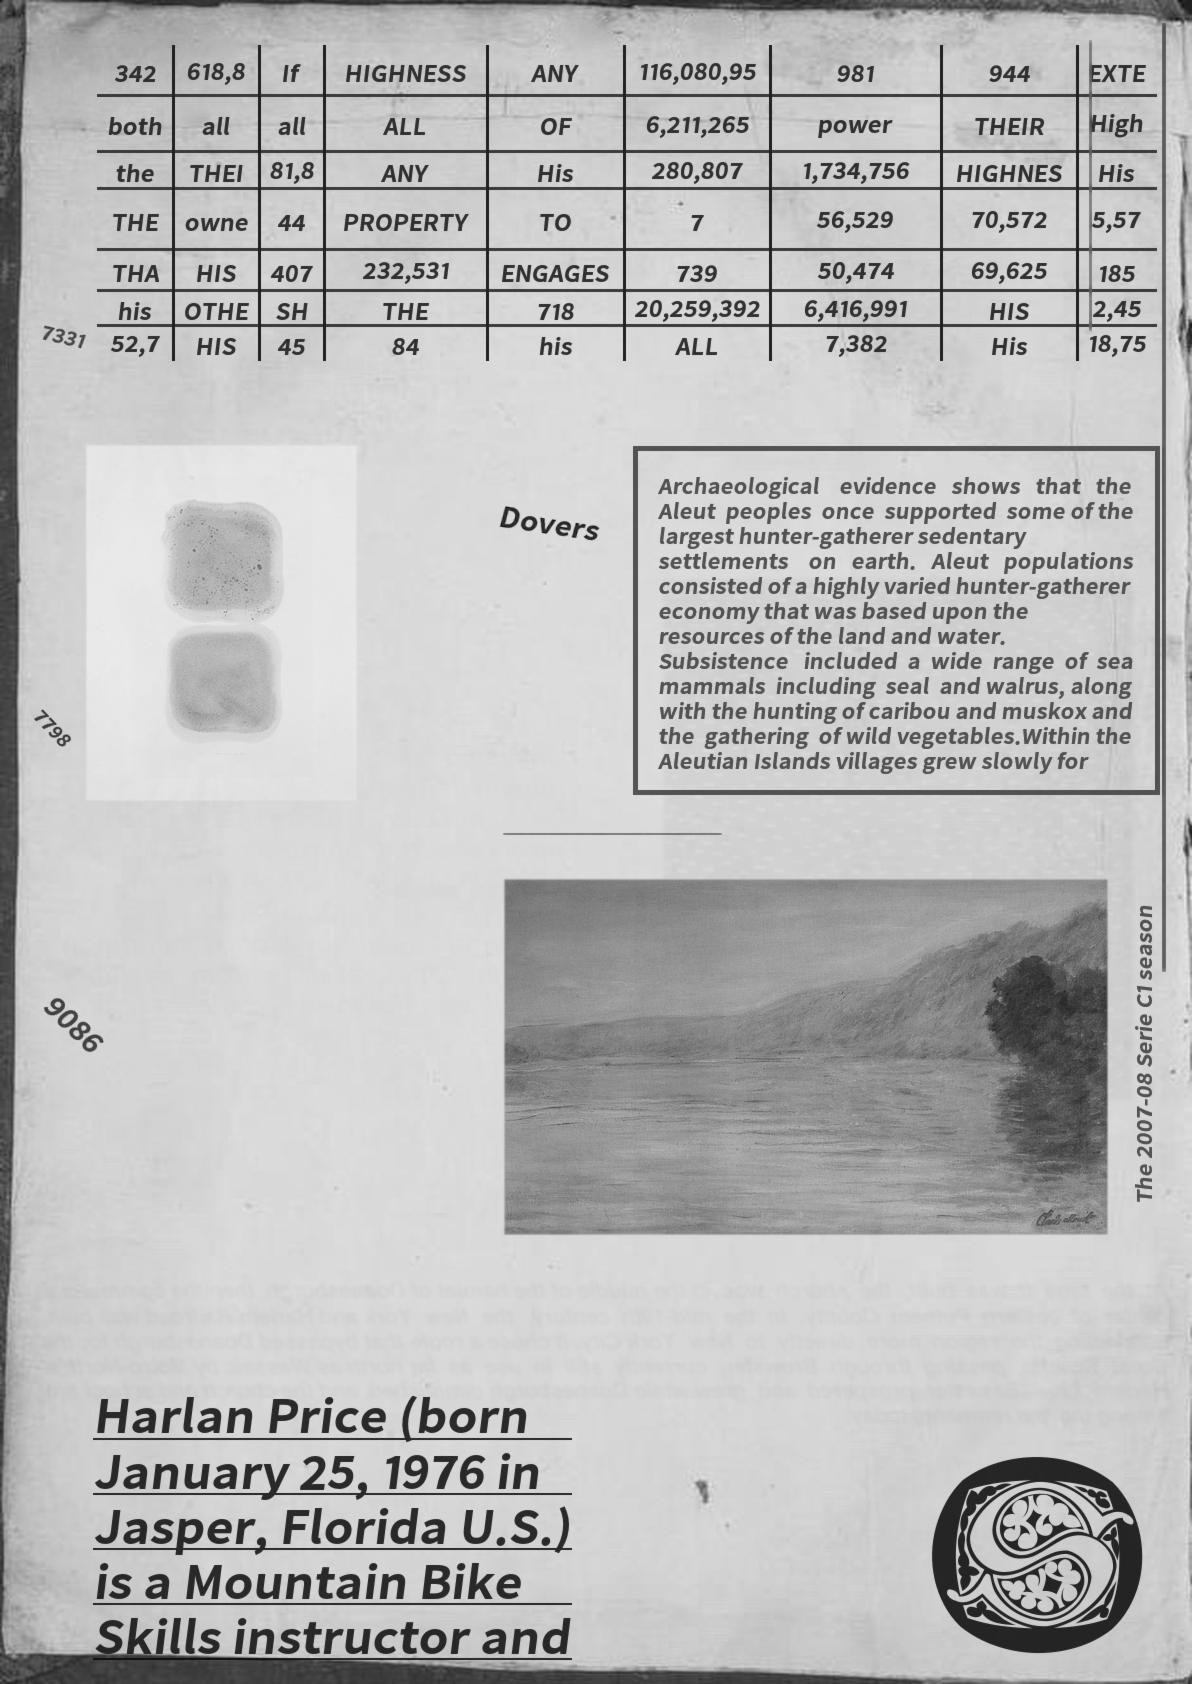 342 618,8 If HIGHNESS ANY 116,080,95 981 944 EXTE
both all all ALL OF 6,211,265 power THEIR High
the THEI 81,8 ANY His 280,807 1,734,756 HIGHNES His
THE owne 44 PROPERTY TO 7 56,529 70,572 5,57
THA HIS 407 232,531 ENGAGES 739 50,474 69,625 185
his OTHE SH THE 718 20,259,392 6,416,991 HIS 2,45
52,7 HIS 45 84 his ALL 7,382 His 18,75
7331
Dovers
Archaeological evidence shows that the
Aleut peoples once supported some of the
largest hunter-gatherer sedentary
settlements on earth. Aleut populations
consisted of a highly varied hunter-gatherer
economy that was based upon the
resources of the land and water.
Subsistence included a wide range of sea
mammals including seal and walrus, along
with the hunting of caribou and muskox and
the gathering of wild vegetables.Within the
Aleutian Islands villages grew slowly for
7798
9086
The 2007-08 Serie C1 season
Harlan Price (born
January 25, 1976 in
Jasper, Florida U.S.)
is a Mountain Bike
Skills instructor and
S